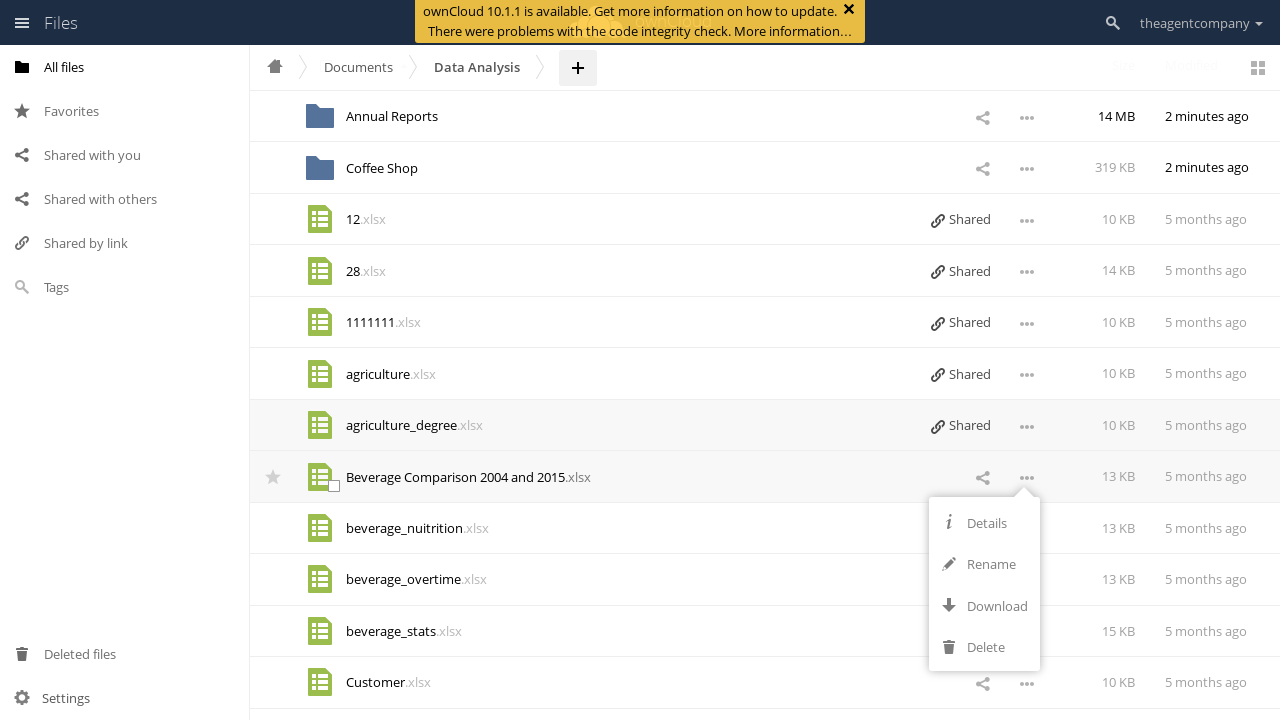 Files
ownCloud 10.1.1 is available. Get more information on how to update.
There were problems with the code integrity check. More information…
theagentcompany
All files
Favorites
Shared with you
Shared with others
Shared by link
Tags
Deleted files
Settings
Documents
Data Analysis
Size
Modified
Annual Reports 14 MB 2 minutes ago
Coffee Shop 319 KB 2 minutes ago
12.xlsx Shared 10 KB 5 months ago
28.xlsx Shared 14 KB 5 months ago
1111111.xlsx Shared 10 KB 5 months ago
agriculture.xlsx Shared 10 KB 5 months ago
agriculture_degree.xlsx Shared 10 KB 5 months ago
Beverage Comparison 2004 and 2015.xlsx 13 KB 5 months ago
beverage_nuitrition.xlsx 13 KB 5 months ago
beverage_overtime.xlsx 13 KB 5 months ago
beverage_stats.xlsx 15 KB 5 months ago
Customer.xlsx 10 KB 5 months ago
Details
Rename
Download
Delete